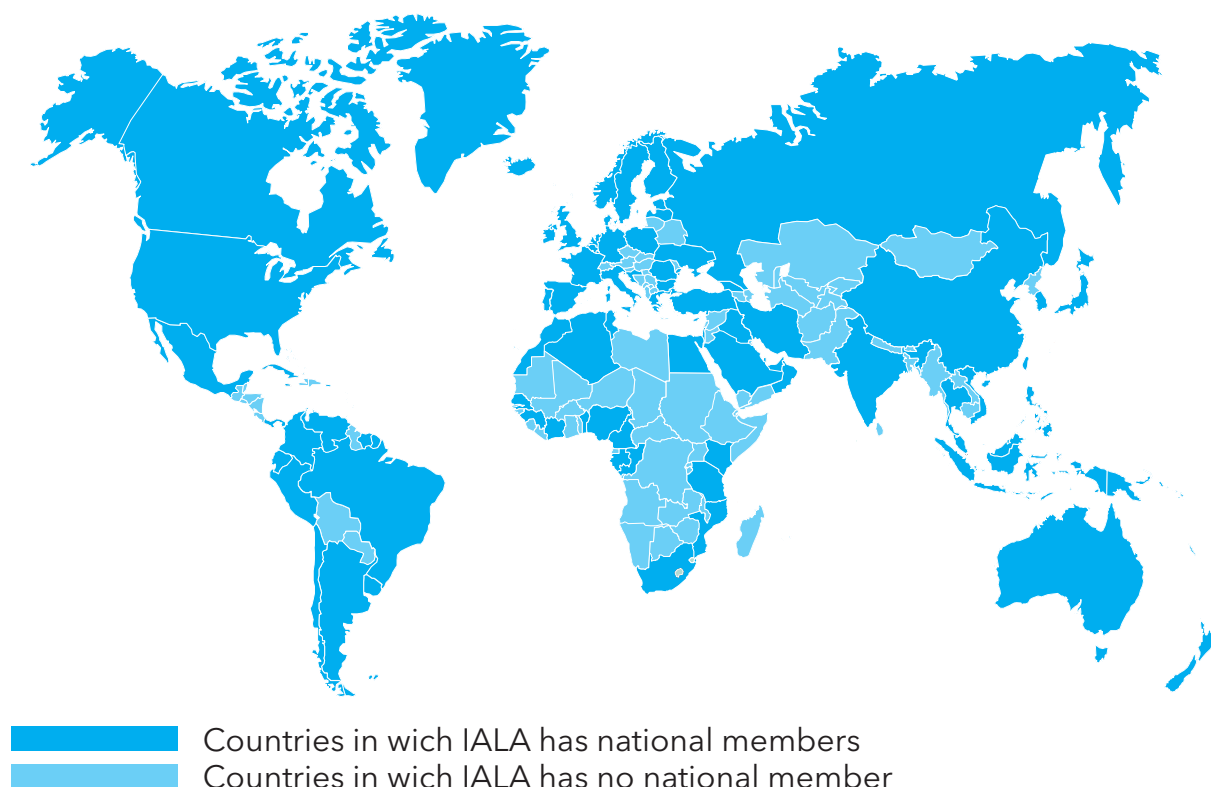 Countries in wich IALA has national members
Countries in wich IALA has no national member